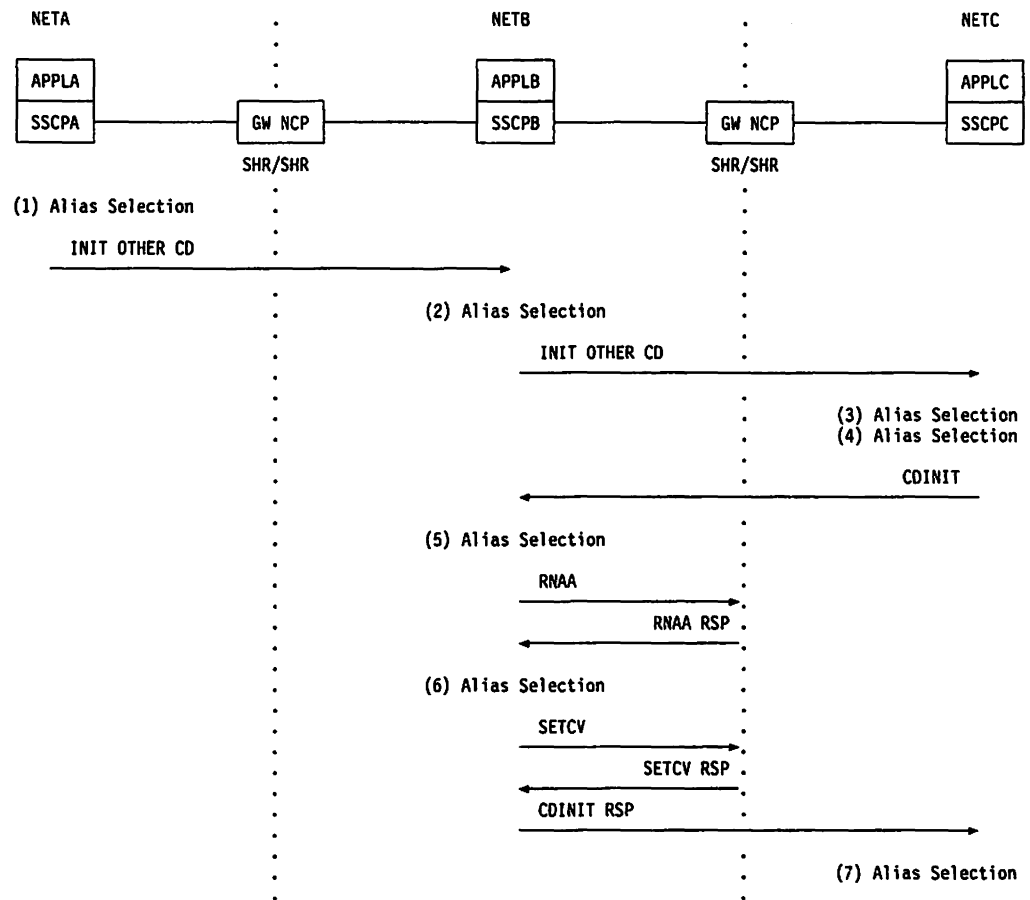 NETA NETB NETC
APPLA APPLB APPLC
SSCPA GW NCP SSCPB GW NCP SSCPC
SHR/SHR SHR/SHR
(1) Alias Selection
INIT OTHER CD
(2) Alias Selection
INIT OTHER CD
(3) Alias Selection
(4) Alias Selection
CDINIT
(5) Alias Selection
RNAA
RNAA RSP
(6) Alias Selection
SETCV
SETCV RSP
CDINIT RSP
(7) Alias Selection